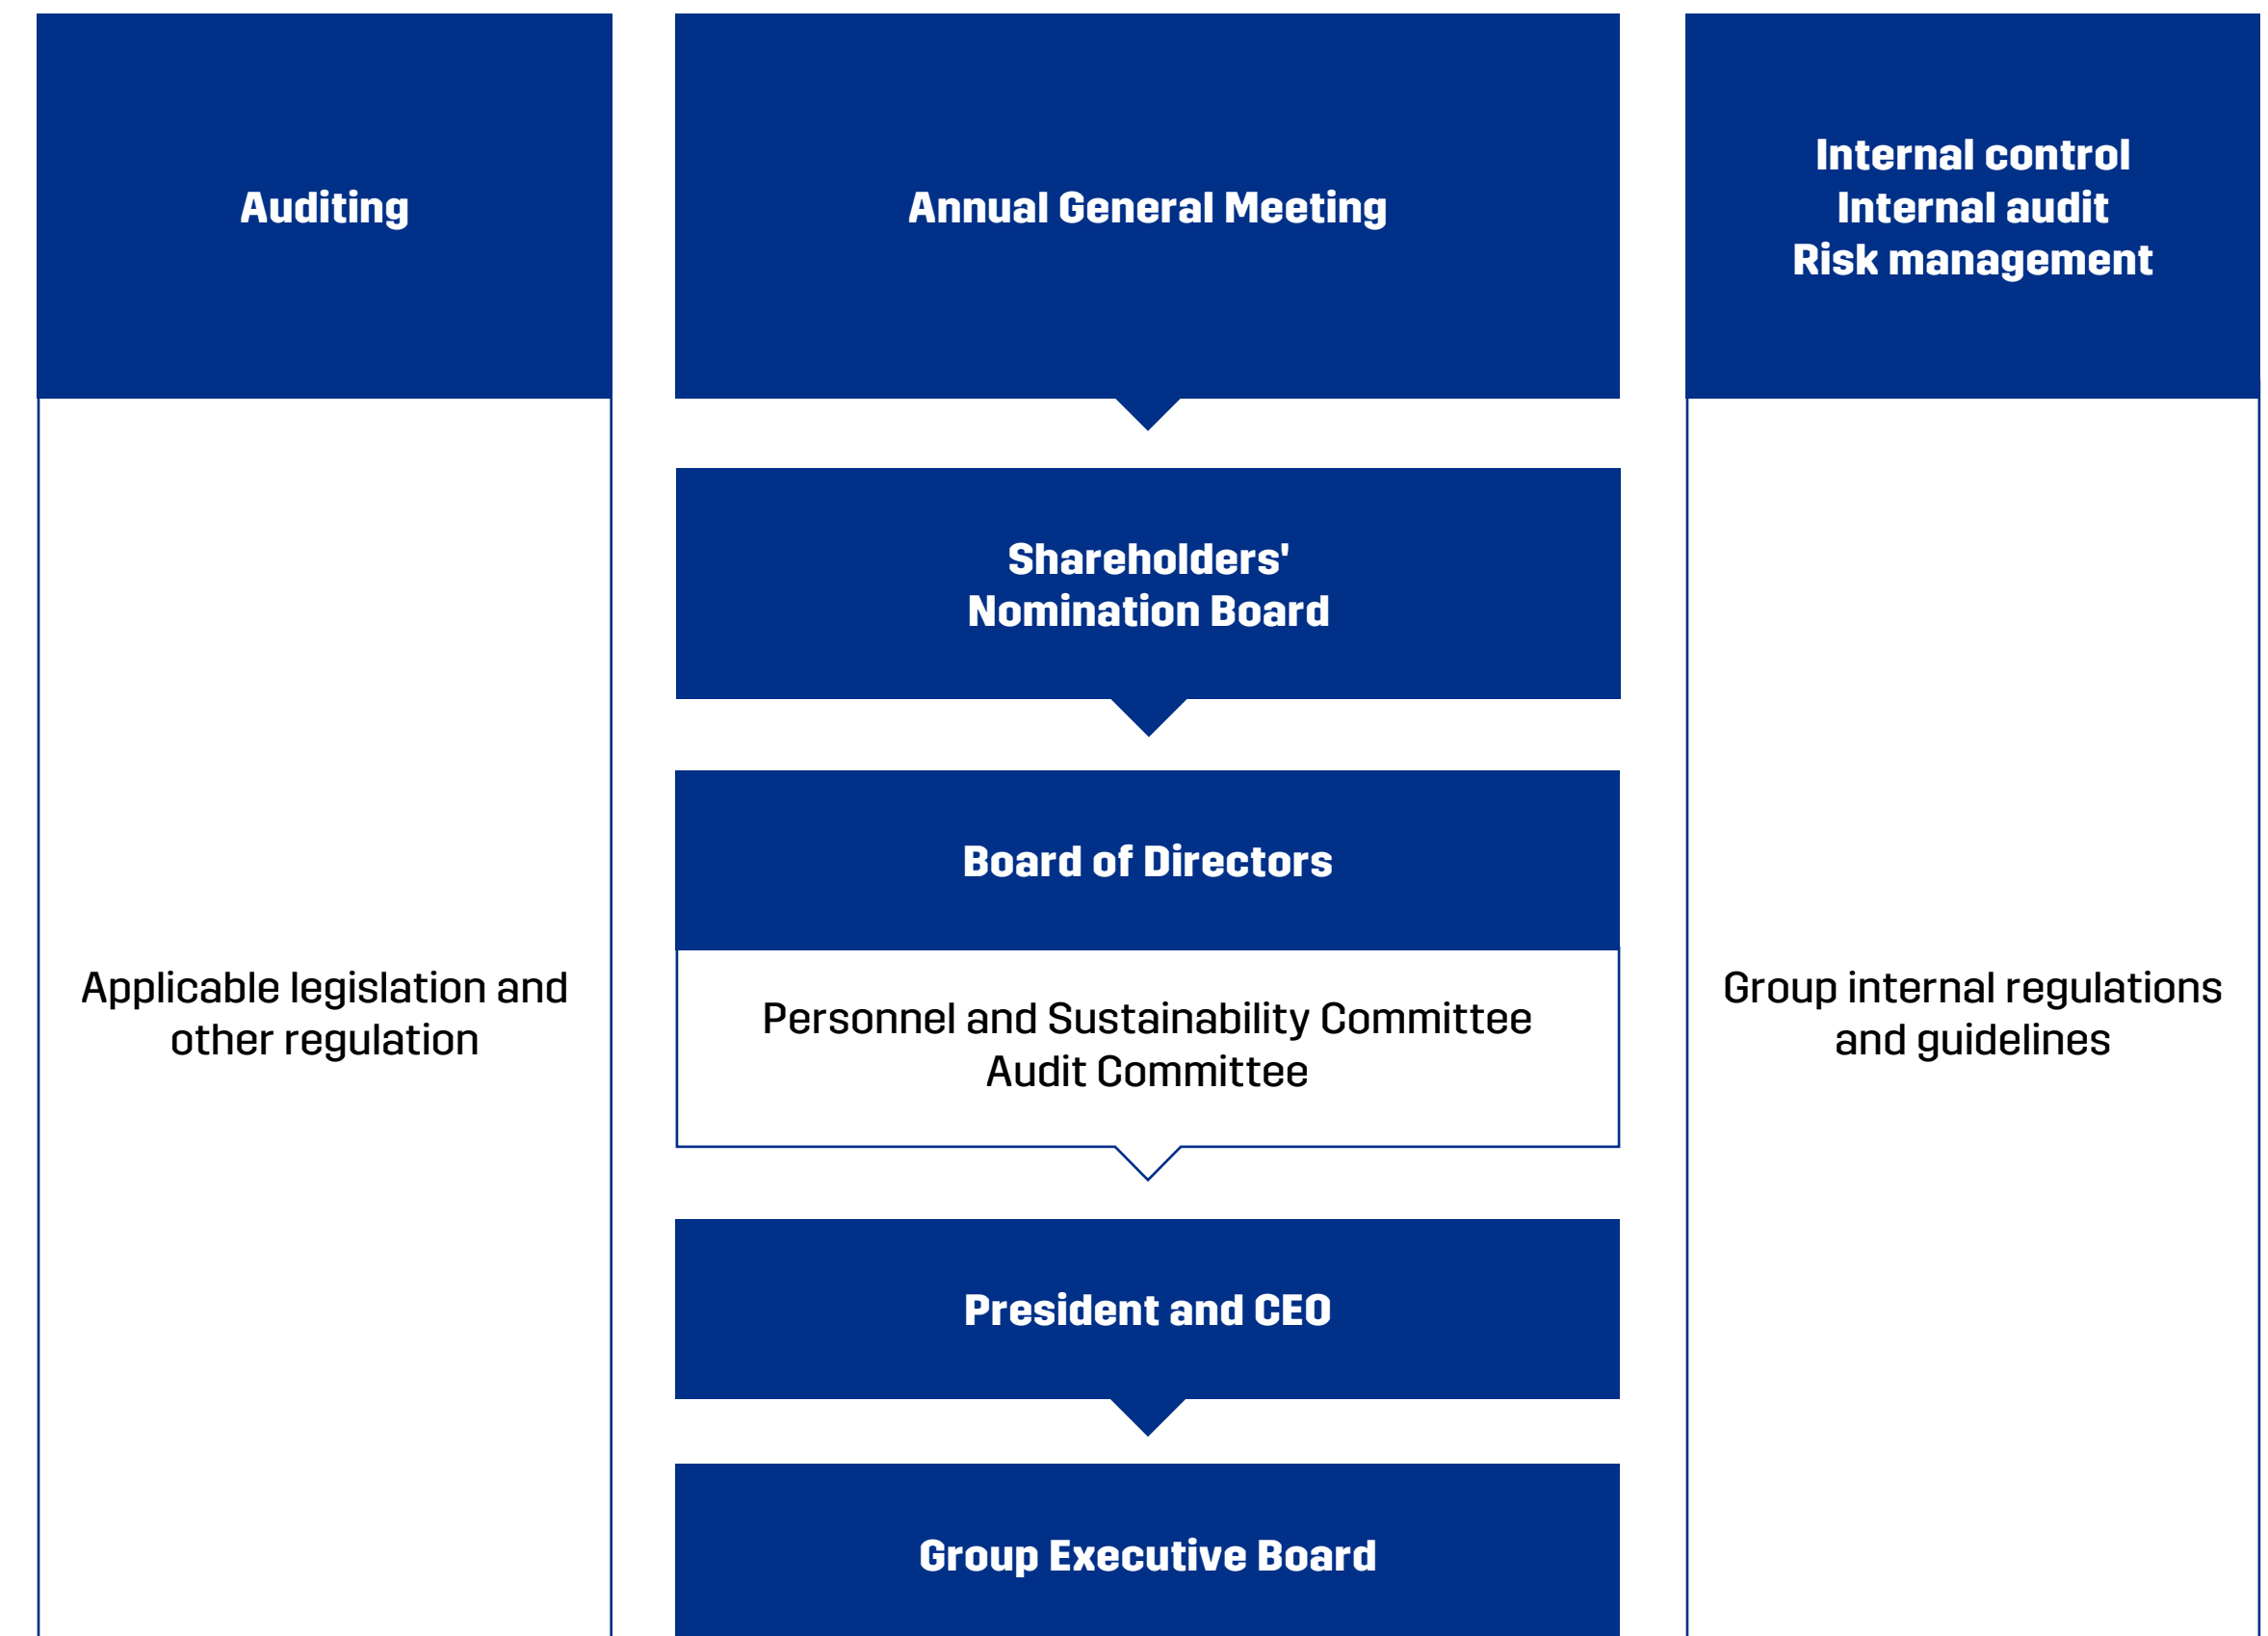 Auditing
Annual General Meeting
Internal control
Internal audit
Risk management
Shareholders'
Nomination Board
Board of Directors
Applicable legislation and
other regulation
Personnel and Sustainability Committee
Audit Committee
Group internal regulations
and guidelines
President and CEO
Group Executive Board